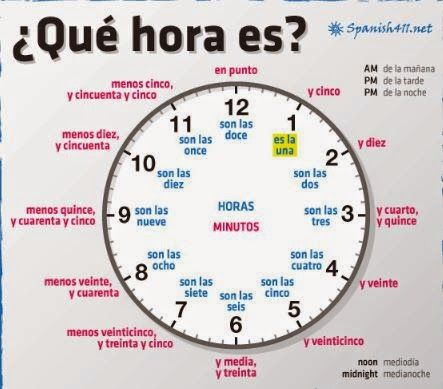 ¿Qué hora es?
Spanish411.net
AM de la mañana
PM de la tarde
PM de la noche
en punto
menos cinco,
y cincuenta y cinco
y cinco
menos diez,
y cincuenta
y diez
menos quince,
y cuarenta y cinco
y cuarto,
y quince
menos veinte,
y cuarenta
y veinte
menos veinticinco,
y treinta y cinco
y veinticinco
y media,
y treinta
12
son las
doce
1
es la
una
2
son las
dos
3
son las
tres
4
son las
cuatro
5
son las
cinco
6
son las
seis
7
son las
siete
8
son las
ocho
9
son las
nueve
10
son las
diez
11
son las
once
HORAS
MINUTOS
noon mediodía
midnight medianoche